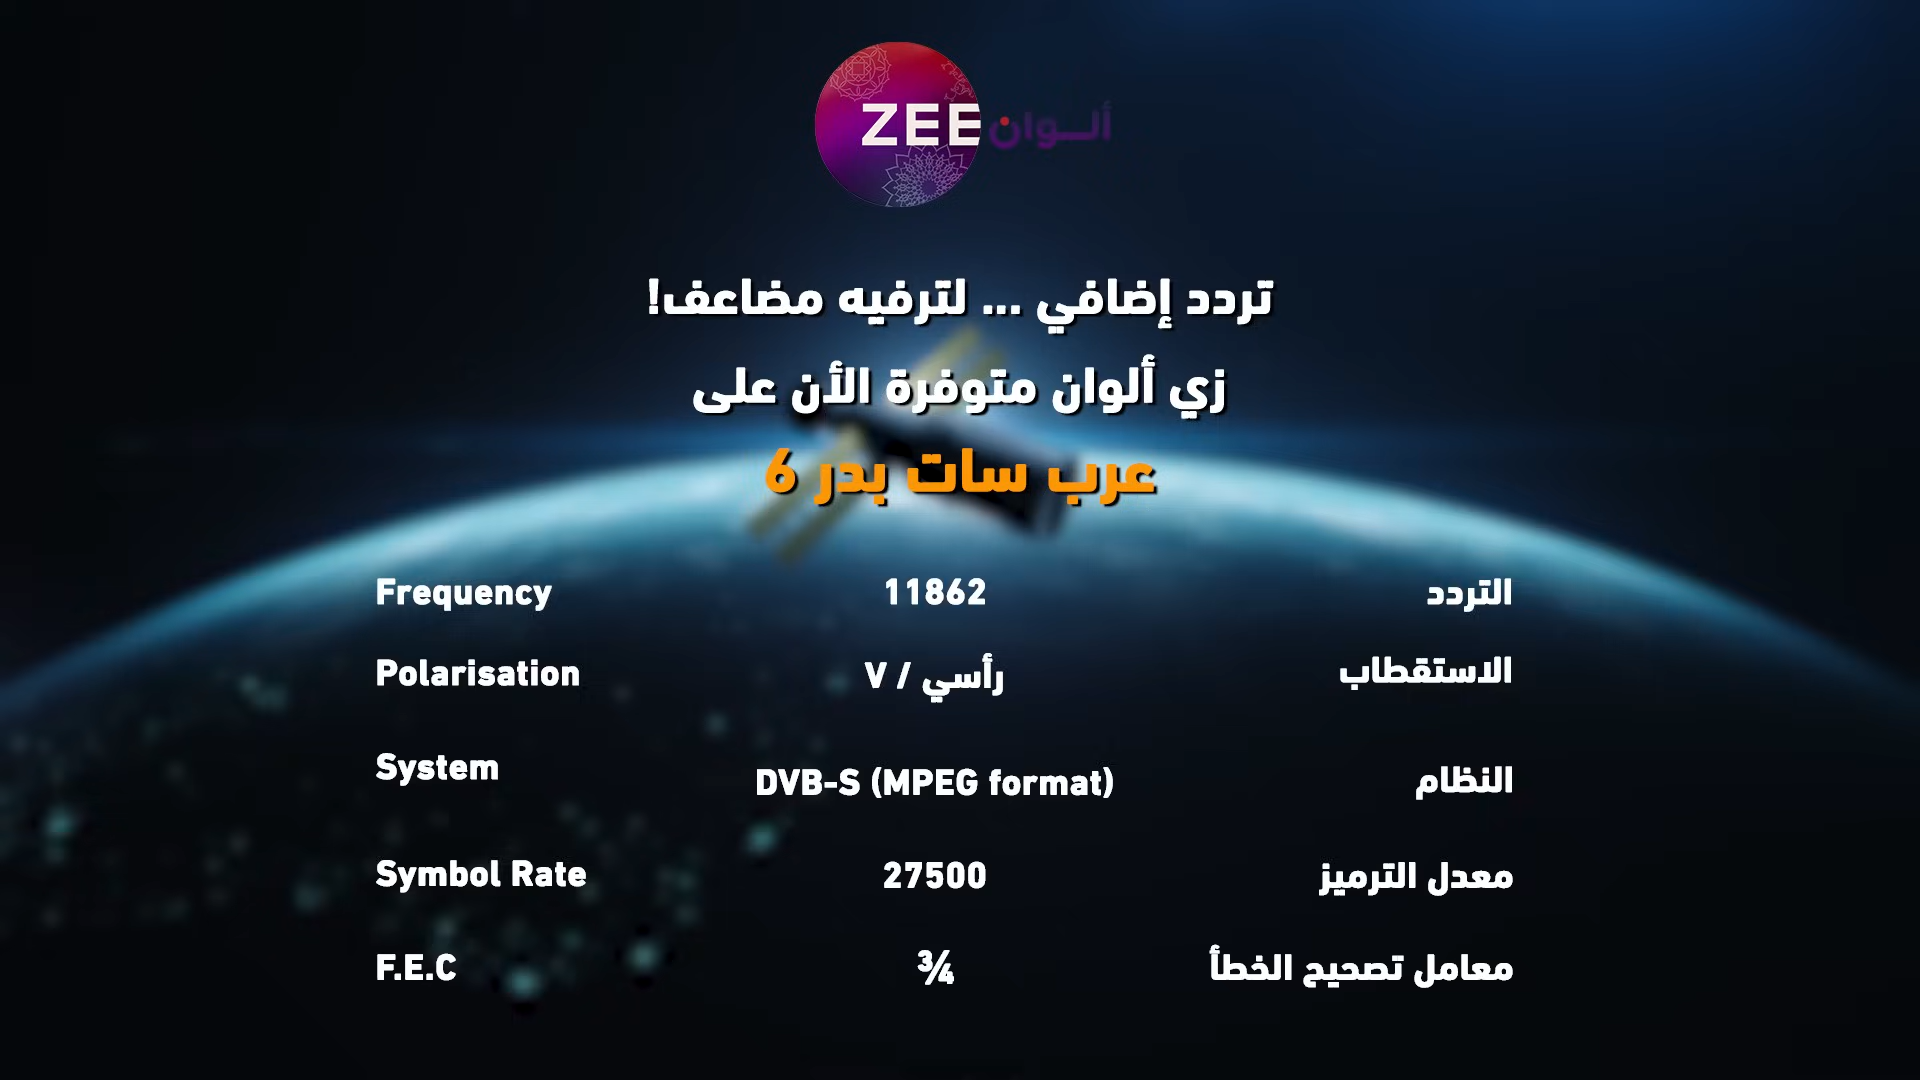 ZEE ألوان
تردد إضافي ... لترفيه مضاعف!
زي ألوان متوفرة الأن على
عرب سات بدر 6
Frequency 11862 التردد
Polarisation رأسي / V الاستقطاب
System DVB-S (MPEG format) النظام
Symbol Rate 27500 معدل الترميز
F.E.C ¾ معامل تصحيح الخطأ